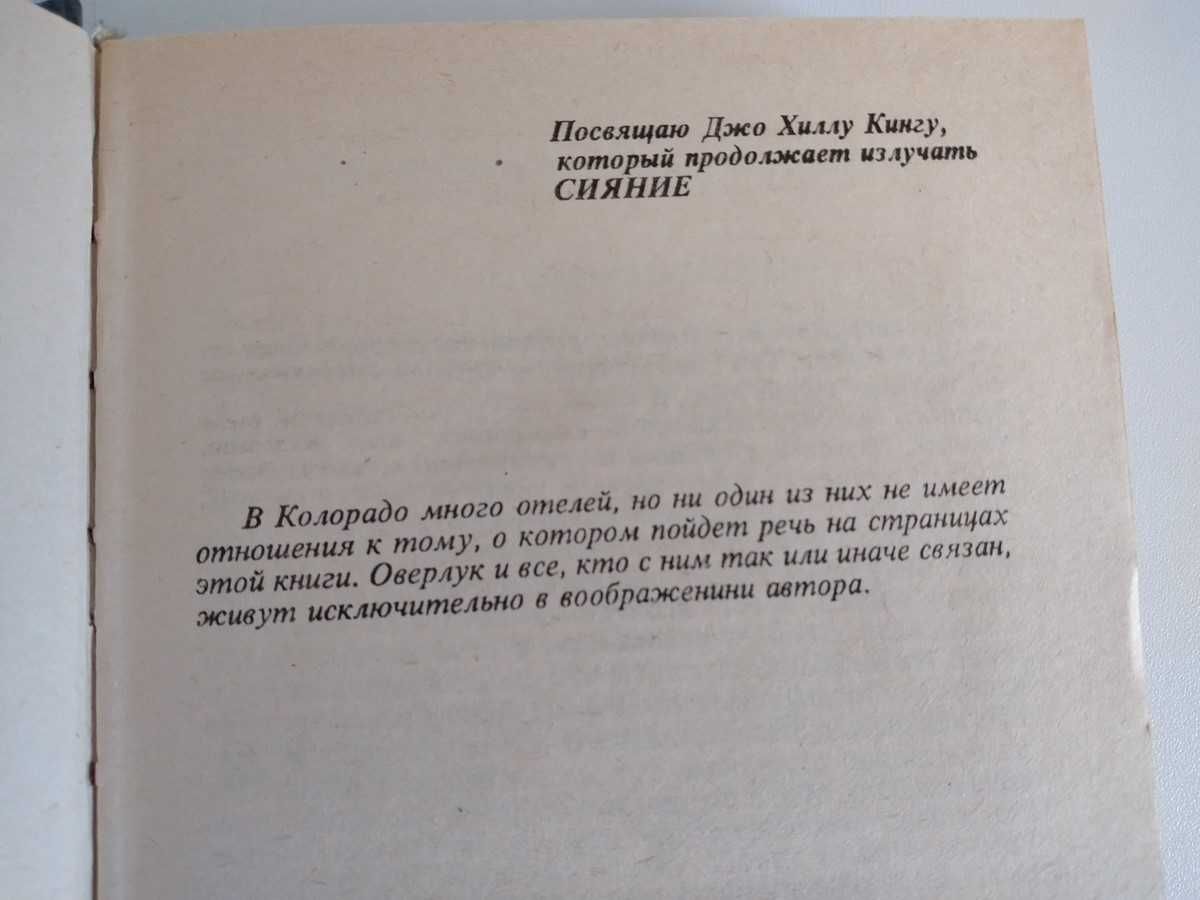 Посвящаю Джо Хиллу Кингу,
который продолжает излучать
СИЯНИЕ
В Колорадо много отелей, но ни один из них не имеет
отношения к тому, о котором пойдет речь на страницах
этой книги. Оверлук и все, кто с ним так или иначе связан,
живут исключительно в воображенини автора.